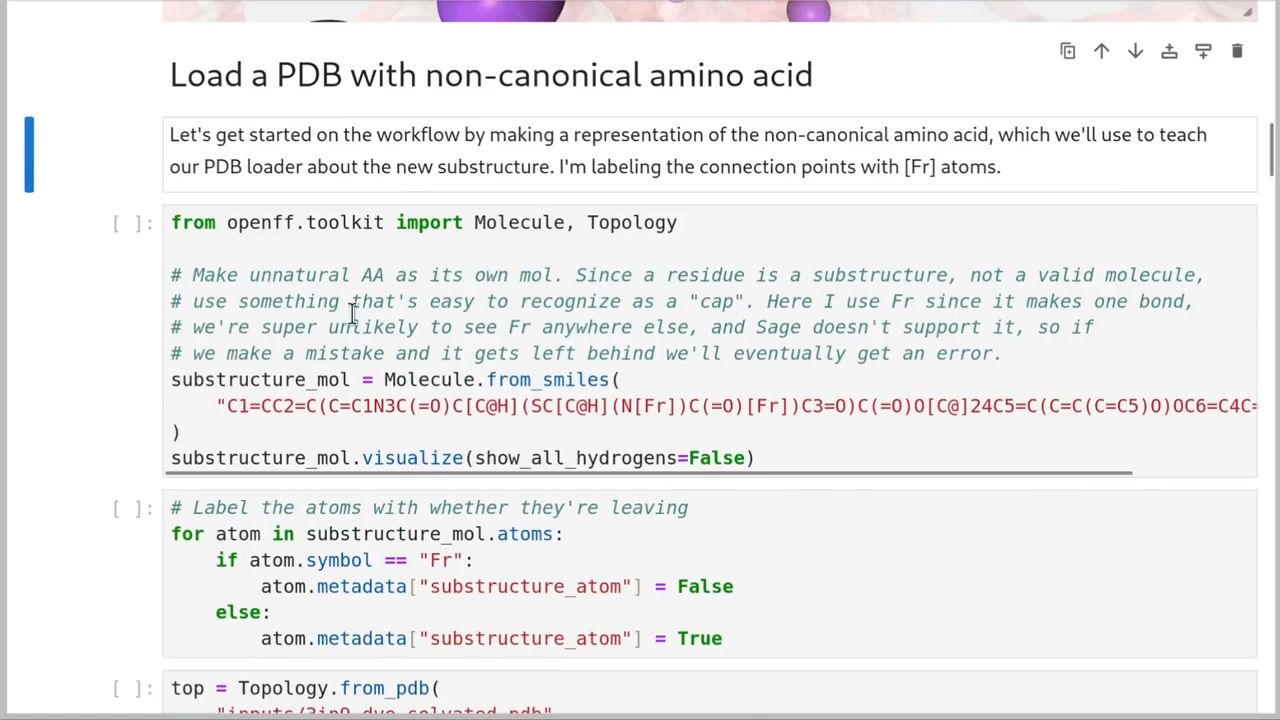 Load a PDB with non-canonical amino acid
Let's get started on the workflow by making a representation of the non-canonical amino acid, which we'll use to teach
our PDB loader about the new substructure. I'm labeling the connection points with [Fr] atoms.
[ ]: from openff.toolkit import Molecule, Topology
# Make unnatural AA as its own mol. Since a residue is a substructure, not a valid molecule,
# use something that's easy to recognize as a "cap". Here I use Fr since it makes one bond,
# we're super unlikely to see Fr anywhere else, and Sage doesn't support it, so if
# we make a mistake and it gets left behind we'll eventually get an error.
substructure_mol = Molecule.from_smiles(
    "C1=CC2=C(C=C1N3C(=O)C[C@H](SC[C@H](N[Fr])C(=O)[Fr])C3=O)C(=O)O[C@]24C5=C(C=C(C=C5)O)OC6=C4C=
)
substructure_mol.visualize(show_all_hydrogens=False)
[ ]: # Label the atoms with whether they're leaving
for atom in substructure_mol.atoms:
    if atom.symbol == "Fr":
        atom.metadata["substructure_atom"] = False
    else:
        atom.metadata["substructure_atom"] = True
[ ]: top = Topology.from_pdb(